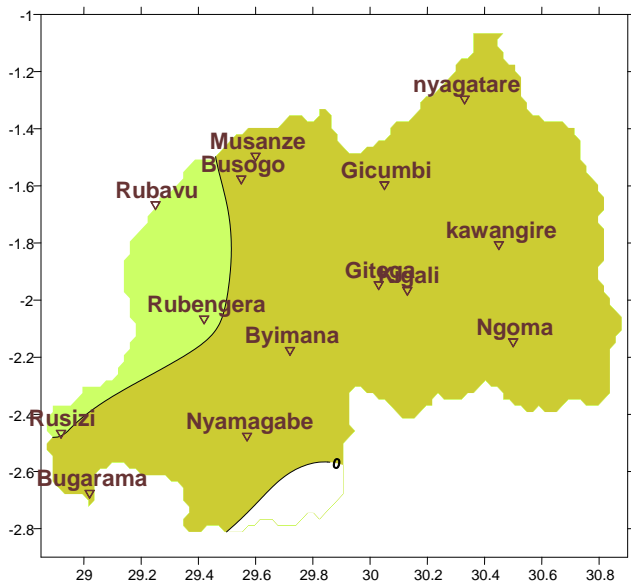 -1
nyagatare
-1.2
-1.4
Musanze
Busogo
Gicumbi
-1.6
Rubavu
kawangire
-1.8
Gitega
Kigali
-2
Rubengera
Byimana
Ngoma
-2.2
-2.4
Rusizi
Nyamagabe
0
-2.6
Bugarama
-2.8
29 29.2 29.4 29.6 29.8 30 30.2 30.4 30.6 30.8